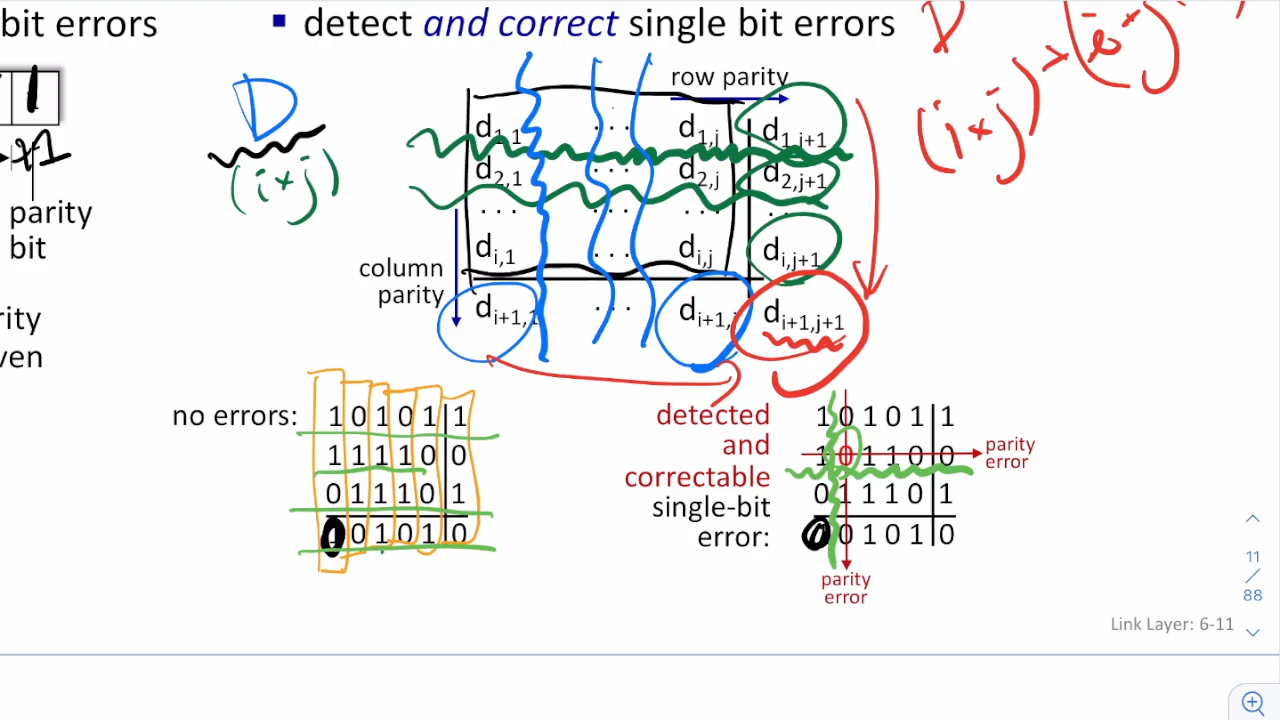 bit errors
▪ detect and correct single bit errors
D
(i*j)
1
+1
parity
bit
rity
ven
D
(i*j)
row parity
d1,1 ... d1,j d1,j+1
d2,1 ... d2,j d2,j+1
... ... ... ...
di,1 ... di,j di,j+1
column
parity
di+1,1 ... di+1,j di+1,j+1
no errors:
1 0 1 0 1 1
1 1 1 1 0 0
0 1 1 1 0 1
0 0 1 0 1 0
detected
and
correctable
single-bit
error:
1 0 1 0 1 1
1 0 1 1 0 0
0 1 1 1 0 1
0 0 1 0 1 0
parity
error
parity
error
11
/
88
Link Layer: 6-11